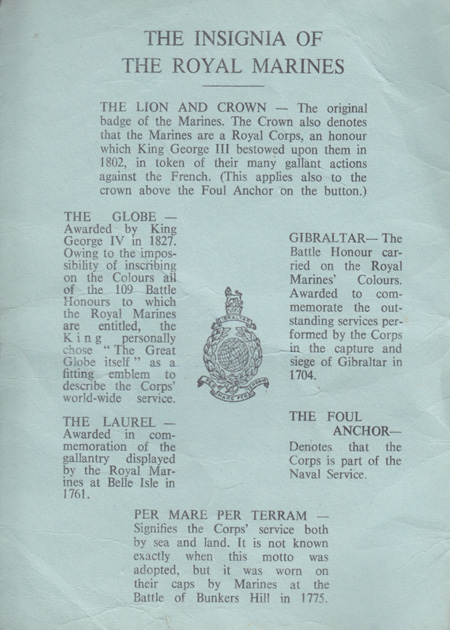 THE INSIGNIA OF
THE ROYAL MARINES
THE LION AND CROWN — The original
badge of the Marines. The Crown also denotes
that the Marines are a Royal Corps, an honour
which King George III bestowed upon them in
1802, in token of their many gallant actions
against the French. (This applies also to the
crown above the Foul Anchor on the button.)
THE GLOBE —
Awarded by King
George IV in 1827.
Owing to the impos-
sibility of inscribing
on the Colours all
of the 109 Battle
Honours to which
the Royal Marines
are entitled, the
King personally
chose "The Great
Globe itself" as a
fitting emblem to
describe the Corps'
world-wide service.
THE LAUREL —
Awarded in com-
memoration of the
gallantry displayed
by the Royal Mar-
ines at Belle Isle in
1761.
GIBRALTAR— The
Battle Honour car-
ried on the Royal
Marines' Colours.
Awarded to com-
memorate the out-
standing services per-
formed by the Corps
in the capture and
siege of Gibraltar in
1704.
THE FOUL
ANCHOR—
Denotes that the
Corps is part of the
Naval Service.
PER MARE PER TERRAM —
Signifies the Corps' service both
by sea and land. It is not known
exactly when this motto was
adopted, but it was worn on
their caps by Marines at the
Battle of Bunkers Hill in 1775.